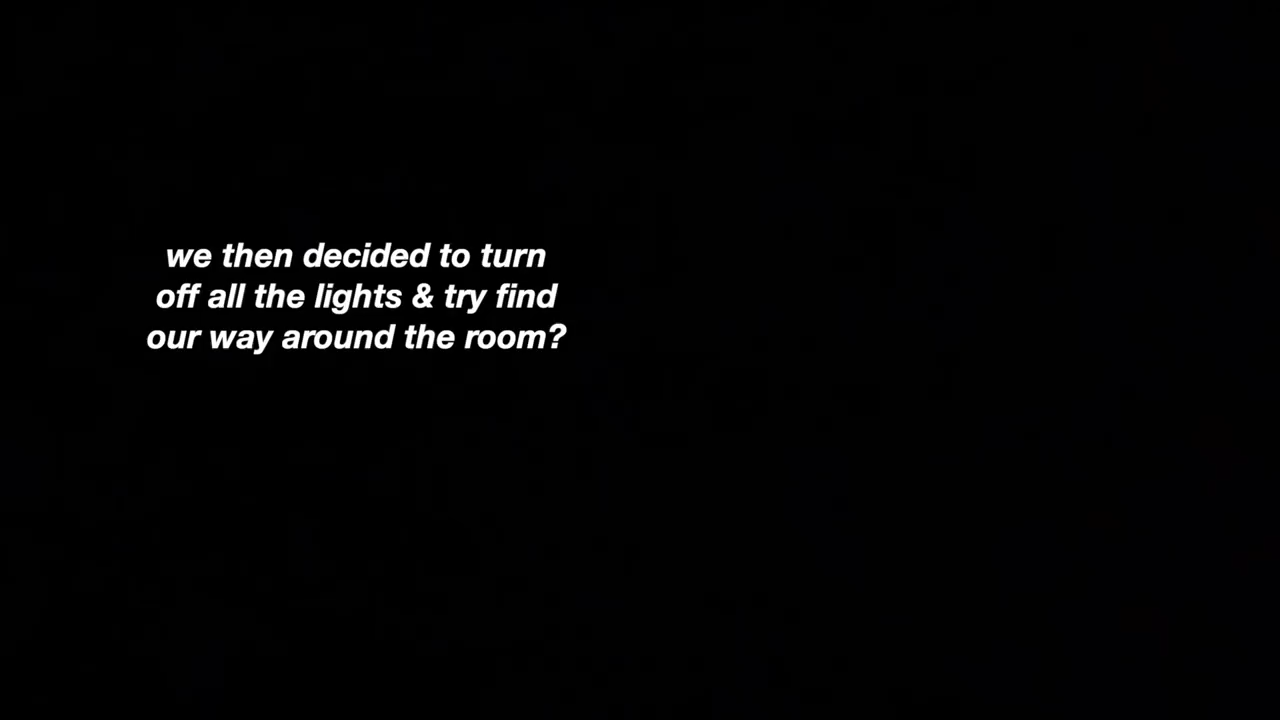 we then decided to turn
off all the lights & try find
our way around the room?